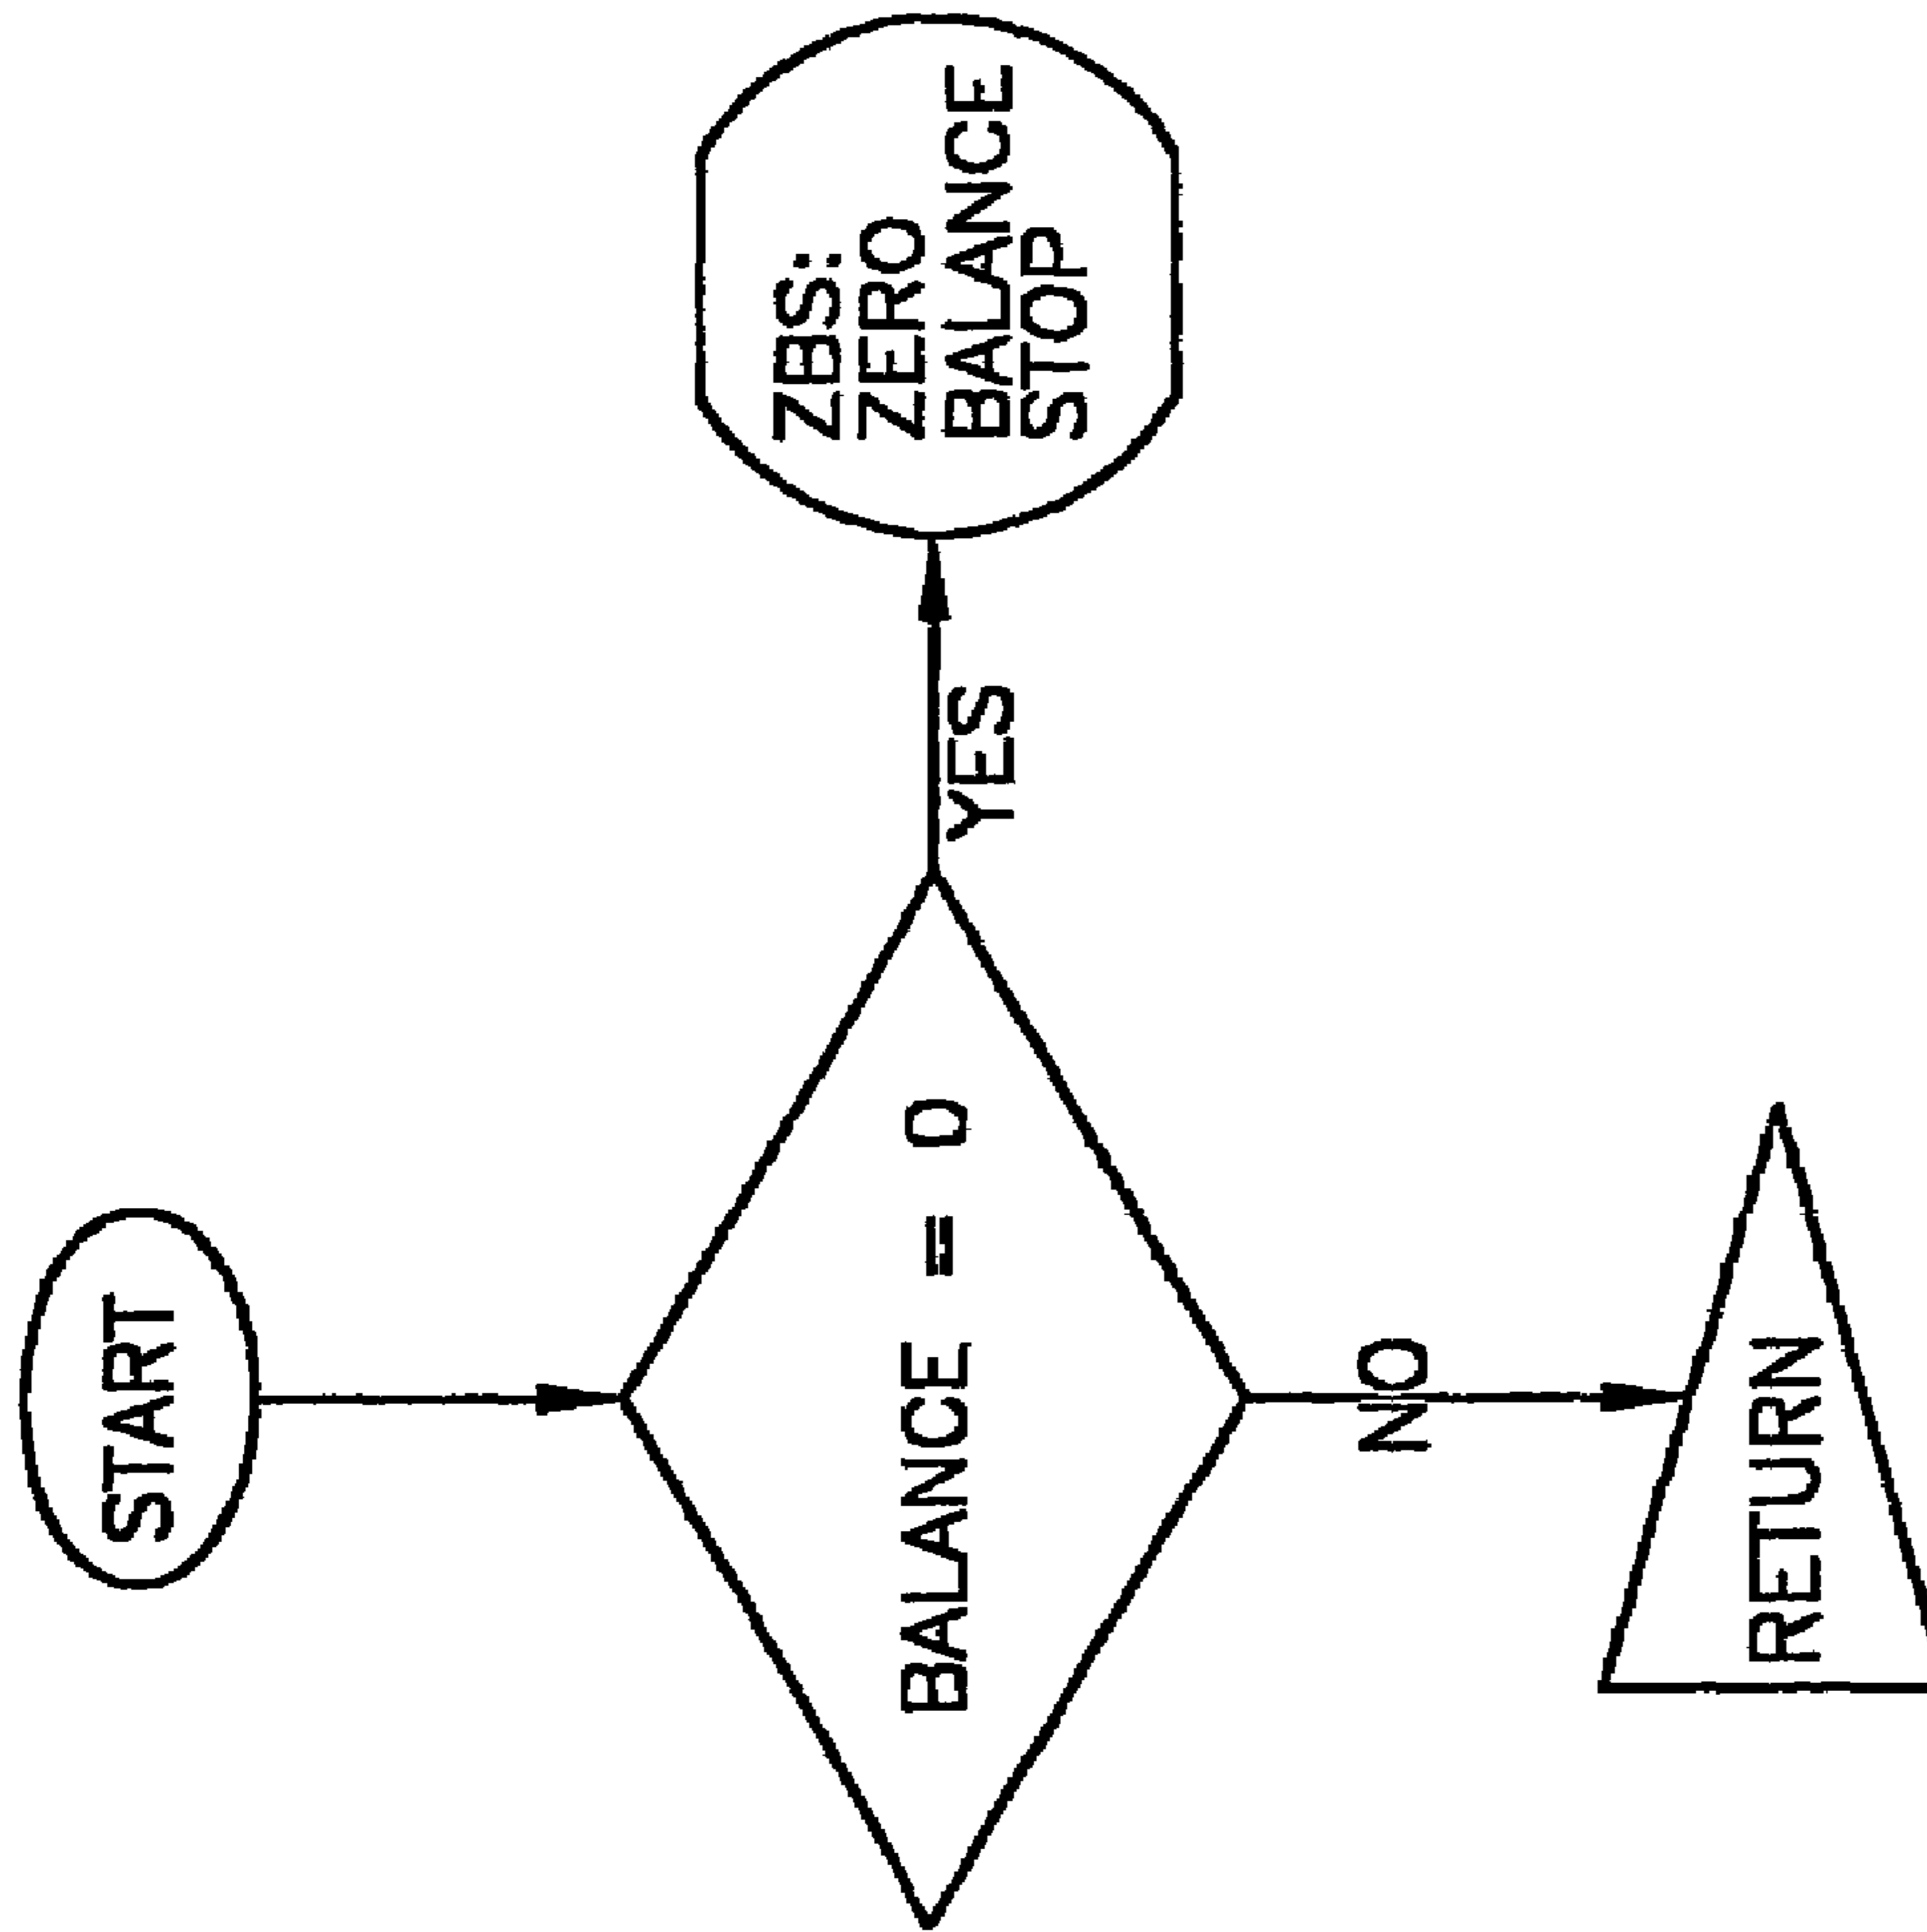 START
BALANCE = 0
YES
ZBS:
ZERO
BALANCE
STOP
NO
RETURN